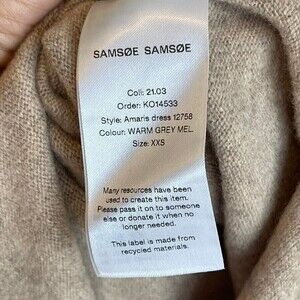 SAMSØE SAMSØE
Coll: 21.03
Order: KO14533
Style: Amaris dress 12758
Colour: WARM GREY MEL.
Size: XXS
Many resources have been
used to create this item.
Please pass it on to someone
else or donate it when no
longer needed.
This label is made from
recycled materials.